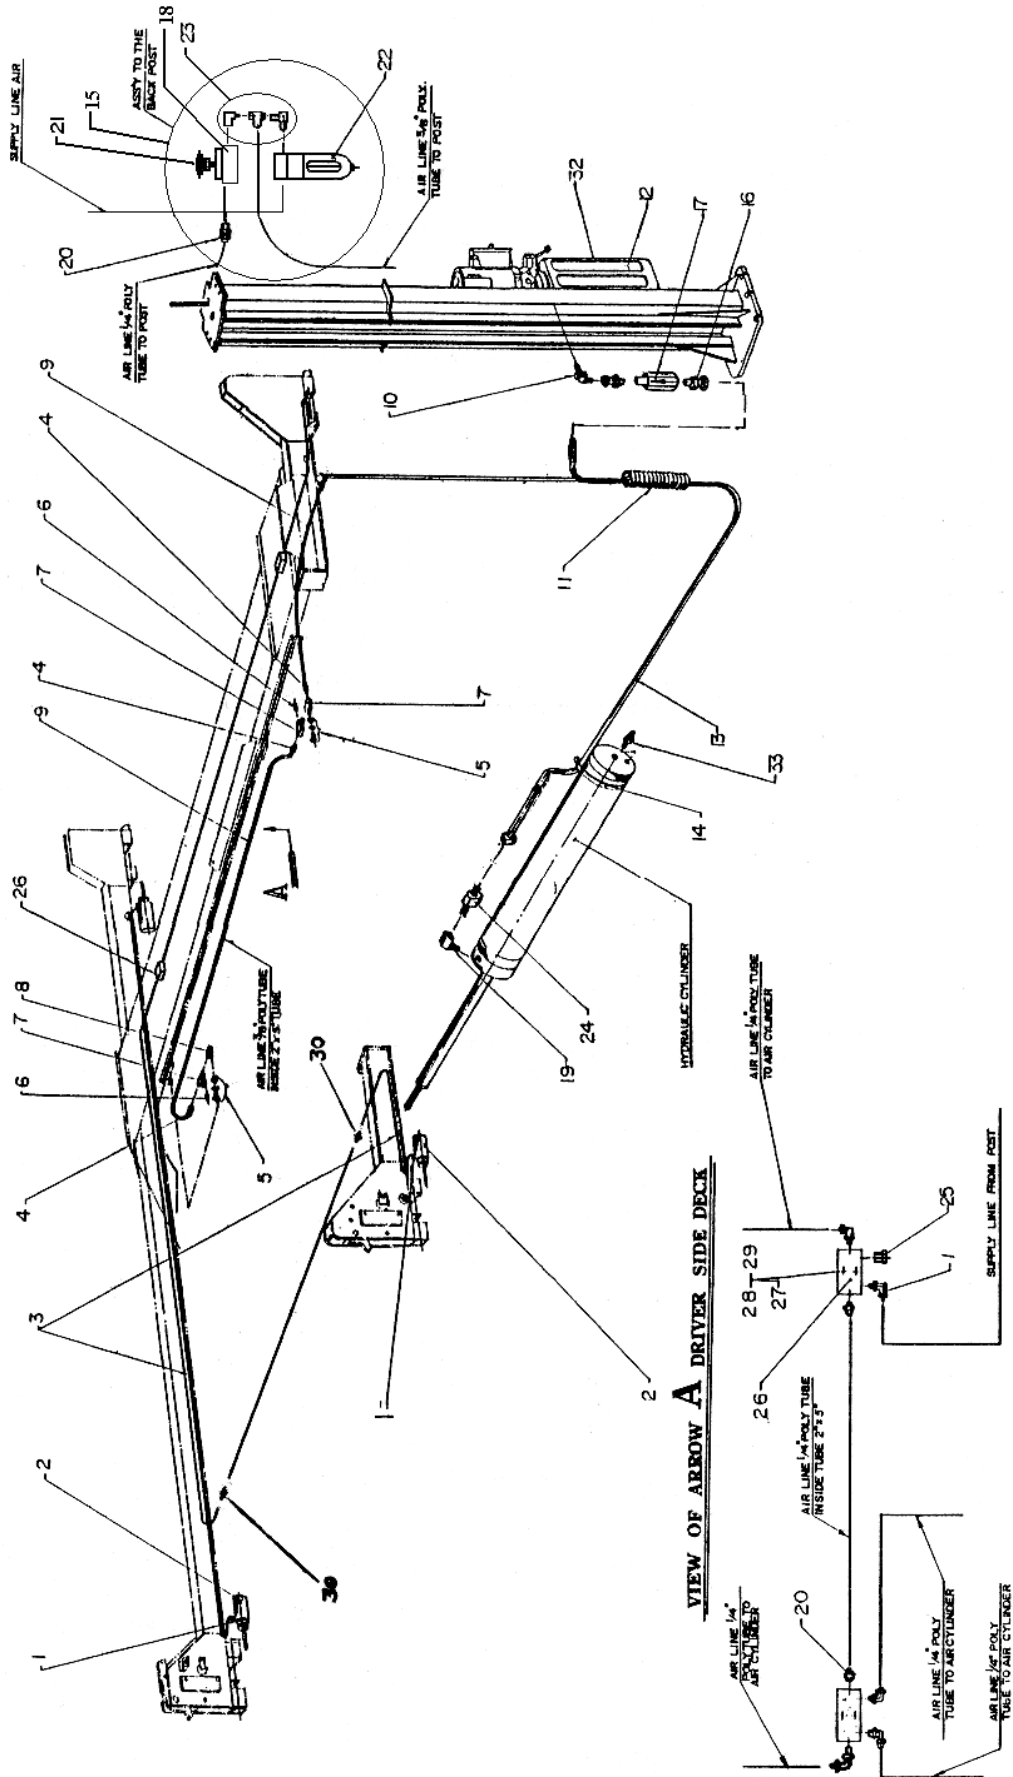 SUPPLY LINE AIR
21
15
ASS'Y TO THE
BACK POST
18
23
22
20
AIR LINE 1/4" POLY
TUBE TO POST
AIR LINE 3/8" POLY.
TUBE TO POST
32
12
17
16
10
9
4
6
7
4
9
7
5
11
13
33
14
A
26
8
7
6
4
5
AIR LINE 3/8" POLY TUBE
INSIDE 2" x 5" TUBE
30
24
19
HYDRAULIC CYLINDER
3
2
1
30
1
2
VIEW OF ARROW A DRIVER SIDE DECK
AIR LINE 1/4" POLY TUBE
TO AIR CYLINDER
28
29
27
25
26
1
SUPPLY LINE FROM POST
AIR LINE 1/4" POLY TUBE
INSIDE TUBE 2" x 5"
20
AIR LINE 1/4"
POLY TUBE TO
AIR CYLINDER
AIR LINE 1/4" POLY
TUBE TO AIR CYLINDER
AIR LINE 1/4" POLY
TUBE TO AIR CYLINDER